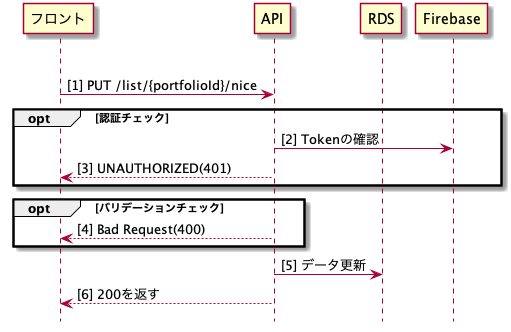 フロント
API
RDS
Firebase
[1] PUT /list/{portfolioId}/nice
opt
[認証チェック]
[2] Tokenの確認
[3] UNAUTHORIZED(401)
opt
[バリデーションチェック]
[4] Bad Request(400)
[5] データ更新
[6] 200を返す